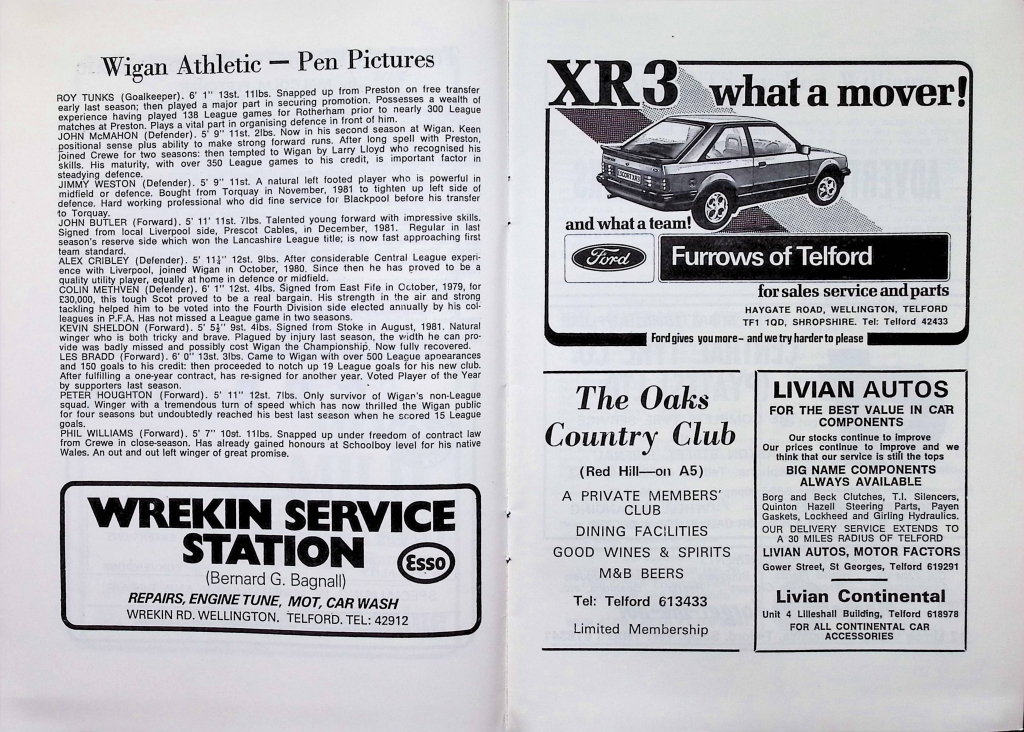 Wigan Athletic — Pen Pictures
ROY TUNKS (Goalkeeper). 6' 1" 13st. 11lbs. Snapped up from Preston on free transfer
early last season; then played a major part in securing promotion. Possesses a wealth of
experience having played 138 League games for Rotherham prior to nearly 300 League
matches at Preston. Plays a vital part in organising defence in front of him.
JOHN McMAHON (Defender). 5' 9" 11st. 2lbs. Now in his second season at Wigan. Keen
positional sense plus ability to make strong forward runs. After long spell with Preston,
joined Crewe for two seasons: then tempted to Wigan by Larry Lloyd who recognised his
skills. His maturity, with over 350 League games to his credit, is important factor in
steadying defence.
JIMMY WESTON (Defender). 5' 9" 11st. A natural left footed player who is powerful in
midfield or defence. Bought from Torquay in November, 1981 to tighten up left side of
defence. Hard working professional who did fine service for Blackpool before his transfer
to Torquay.
JOHN BUTLER (Forward). 5' 11' 11st. 7lbs. Talented young forward with impressive skills.
Signed from local Liverpool side, Prescot Cables, in December, 1981. Regular in last
season's reserve side which won the Lancashire League title; is now fast approaching first
team standard.
ALEX CRIBLEY (Defender). 5' 11½" 12st. 9lbs. After considerable Central League experi-
ence with Liverpool, joined Wigan in October, 1980. Since then he has proved to be a
quality utility player, equally at home in defence or midfield.
COLIN METHVEN (Defender). 6' 1" 12st. 4lbs. Signed from East Fife in October, 1979, for
£30,000, this tough Scot proved to be a real bargain. His strength in the air and strong
tackling helped him to be voted into the Fourth Division side elected annually by his col-
leagues in P.F.A. Has not missed a League game in two seasons.
KEVIN SHELDON (Forward). 5' 5½" 9st. 4lbs. Signed from Stoke in August, 1981. Natural
winger who is both tricky and brave. Plagued by injury last season, the width he can pro-
vide was badly missed and possibly cost Wigan the Championship. Now fully recovered.
LES BRADD (Forward). 6' 0" 13st. 3lbs. Came to Wigan with over 500 League appearances
and 150 goals to his credit: then proceeded to notch up 19 League goals for his new club.
After fulfilling a one-year contract, has re-signed for another year. Voted Player of the Year
by supporters last season.
PETER HOUGHTON (Forward). 5' 11" 12st. 7lbs. Only survivor of Wigan's non-League
squad. Winger with a tremendous turn of speed which has now thrilled the Wigan public
for four seasons but undoubtedly reached his best last season when he scored 15 League
goals.
PHIL WILLIAMS (Forward). 5' 7" 10st. 11lbs. Snapped up under freedom of contract law
from Crewe in close-season. Has already gained honours at Schoolboy level for his native
Wales. An out and out left winger of great promise.
WREKIN SERVICE
STATION
Esso
(Bernard G. Bagnall)
REPAIRS, ENGINE TUNE, MOT, CAR WASH
WREKIN RD. WELLINGTON. TELFORD. TEL: 42912
XR3 what a mover!
ESCORT XR3
and what a team!
Ford
Furrows of Telford
for sales service and parts
HAYGATE ROAD, WELLINGTON, TELFORD
TF1 1QD, SHROPSHIRE. Tel: Telford 42433
Ford gives you more – and we try harder to please
The Oaks
Country Club
(Red Hill—on A5)
A PRIVATE MEMBERS'
CLUB
DINING FACILITIES
GOOD WINES & SPIRITS
M&B BEERS
Tel: Telford 613433
Limited Membership
LIVIAN AUTOS
FOR THE BEST VALUE IN CAR
COMPONENTS
Our stocks continue to improve
Our prices continue to improve and we
think that our service is still the tops
BIG NAME COMPONENTS
ALWAYS AVAILABLE
Borg and Beck Clutches, T.I. Silencers,
Quinton Hazell Steering Parts, Payen
Gaskets, Lockheed and Girling Hydraulics.
OUR DELIVERY SERVICE EXTENDS TO
A 30 MILES RADIUS OF TELFORD
LIVIAN AUTOS, MOTOR FACTORS
Gower Street, St Georges, Telford 619291
Livian Continental
Unit 4 Lilleshall Building, Telford 618978
FOR ALL CONTINENTAL CAR
ACCESSORIES